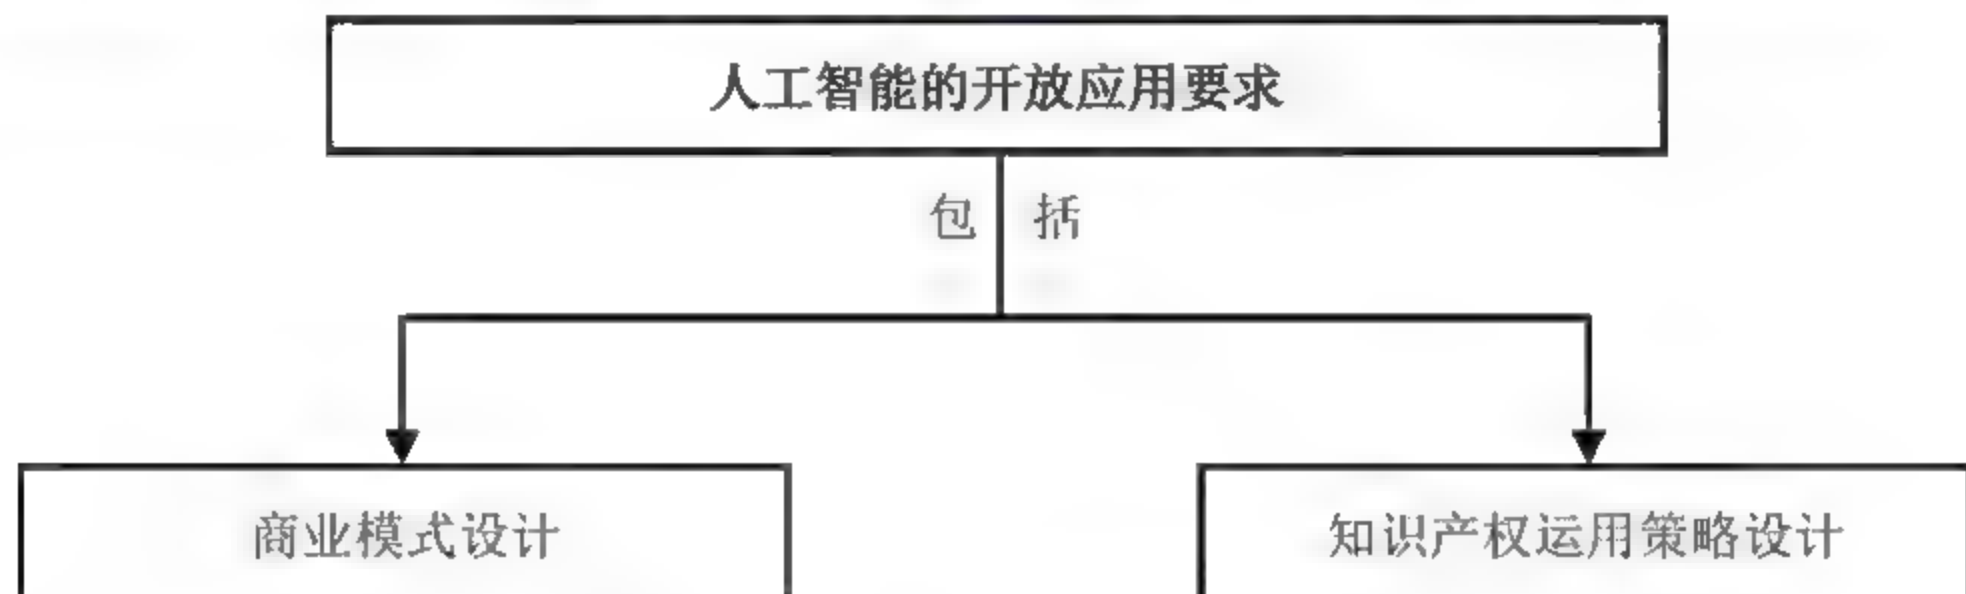 人工智能的开放应用要求
包 括
商业模式设计
知识产权运用策略设计